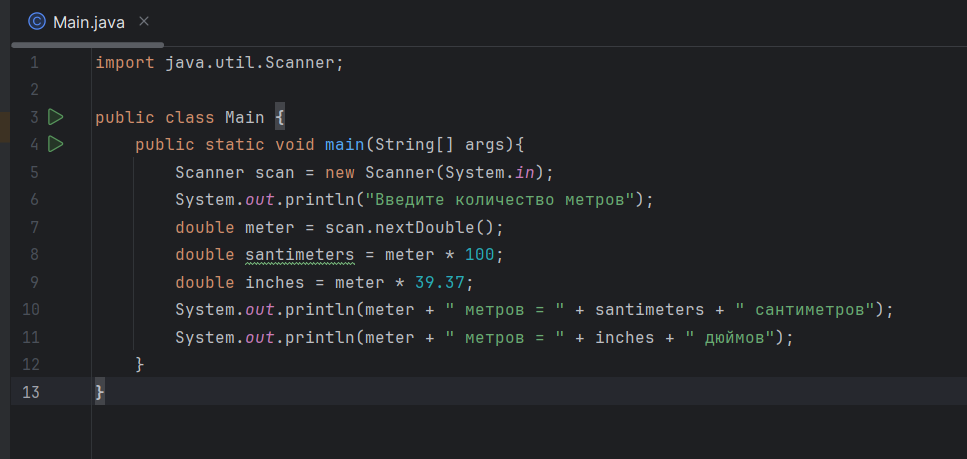 Main.java
1 import java.util.Scanner;
2
3 public class Main {
4 public static void main(String[] args){
5 Scanner scan = new Scanner(System.in);
6 System.out.println("Введите количество метров");
7 double meter = scan.nextDouble();
8 double santimeters = meter * 100;
9 double inches = meter * 39.37;
10 System.out.println(meter + " метров = " + santimeters + " сантиметров");
11 System.out.println(meter + " метров = " + inches + " дюймов");
12 }
13 }